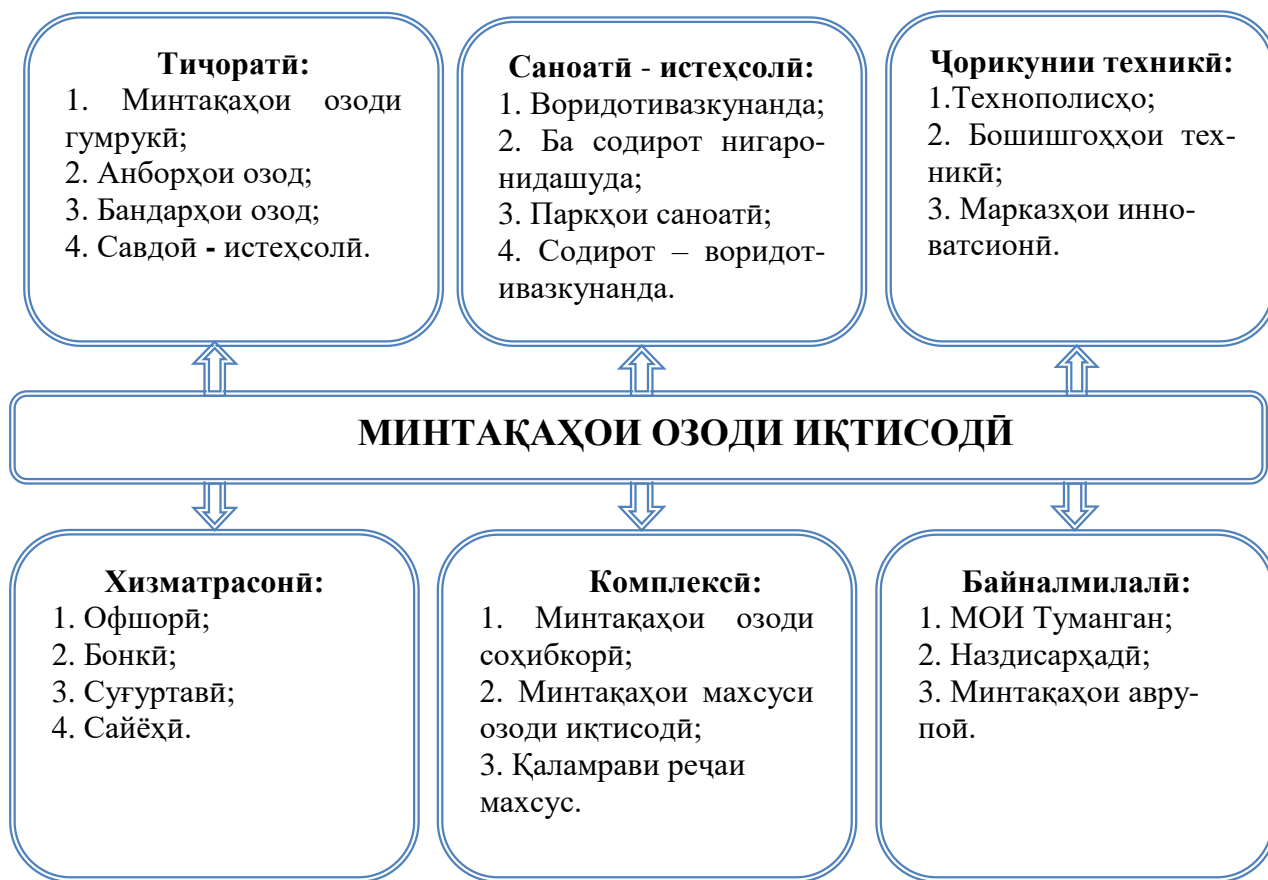 Тиҷоратӣ:
1. Минтақаҳои озоди
гумрукӣ;
2. Анборҳои озод;
3. Бандарҳои озод;
4. Савдоӣ - истеҳсолӣ.
Саноатӣ - истеҳсолӣ:
1. Воридотивазкунанда;
2. Ба содирот нигаро-
нидашуда;
3. Паркҳои саноатӣ;
4. Содирот – воридот-
ивазкунанда.
Ҷорикунии техникӣ:
1.Технополисҳо;
2. Бошишгоҳҳои тех-
никӣ;
3. Марказҳои инно-
ватсионӣ.
МИНТАҚАҲОИ ОЗОДИ ИҚТИСОДӢ
Хизматрасонӣ:
1. Офшорӣ;
2. Бонкӣ;
3. Суғуртавӣ;
4. Сайёҳӣ.
Комплексӣ:
1. Минтақаҳои озоди
соҳибкорӣ;
2. Минтақаҳои махсуси
озоди иқтисодӣ;
3. Қаламрави реҷаи
махсус.
Байналмилалӣ:
1. МОИ Туманган;
2. Наздисарҳадӣ;
3. Минтақаҳои авру-
поӣ.